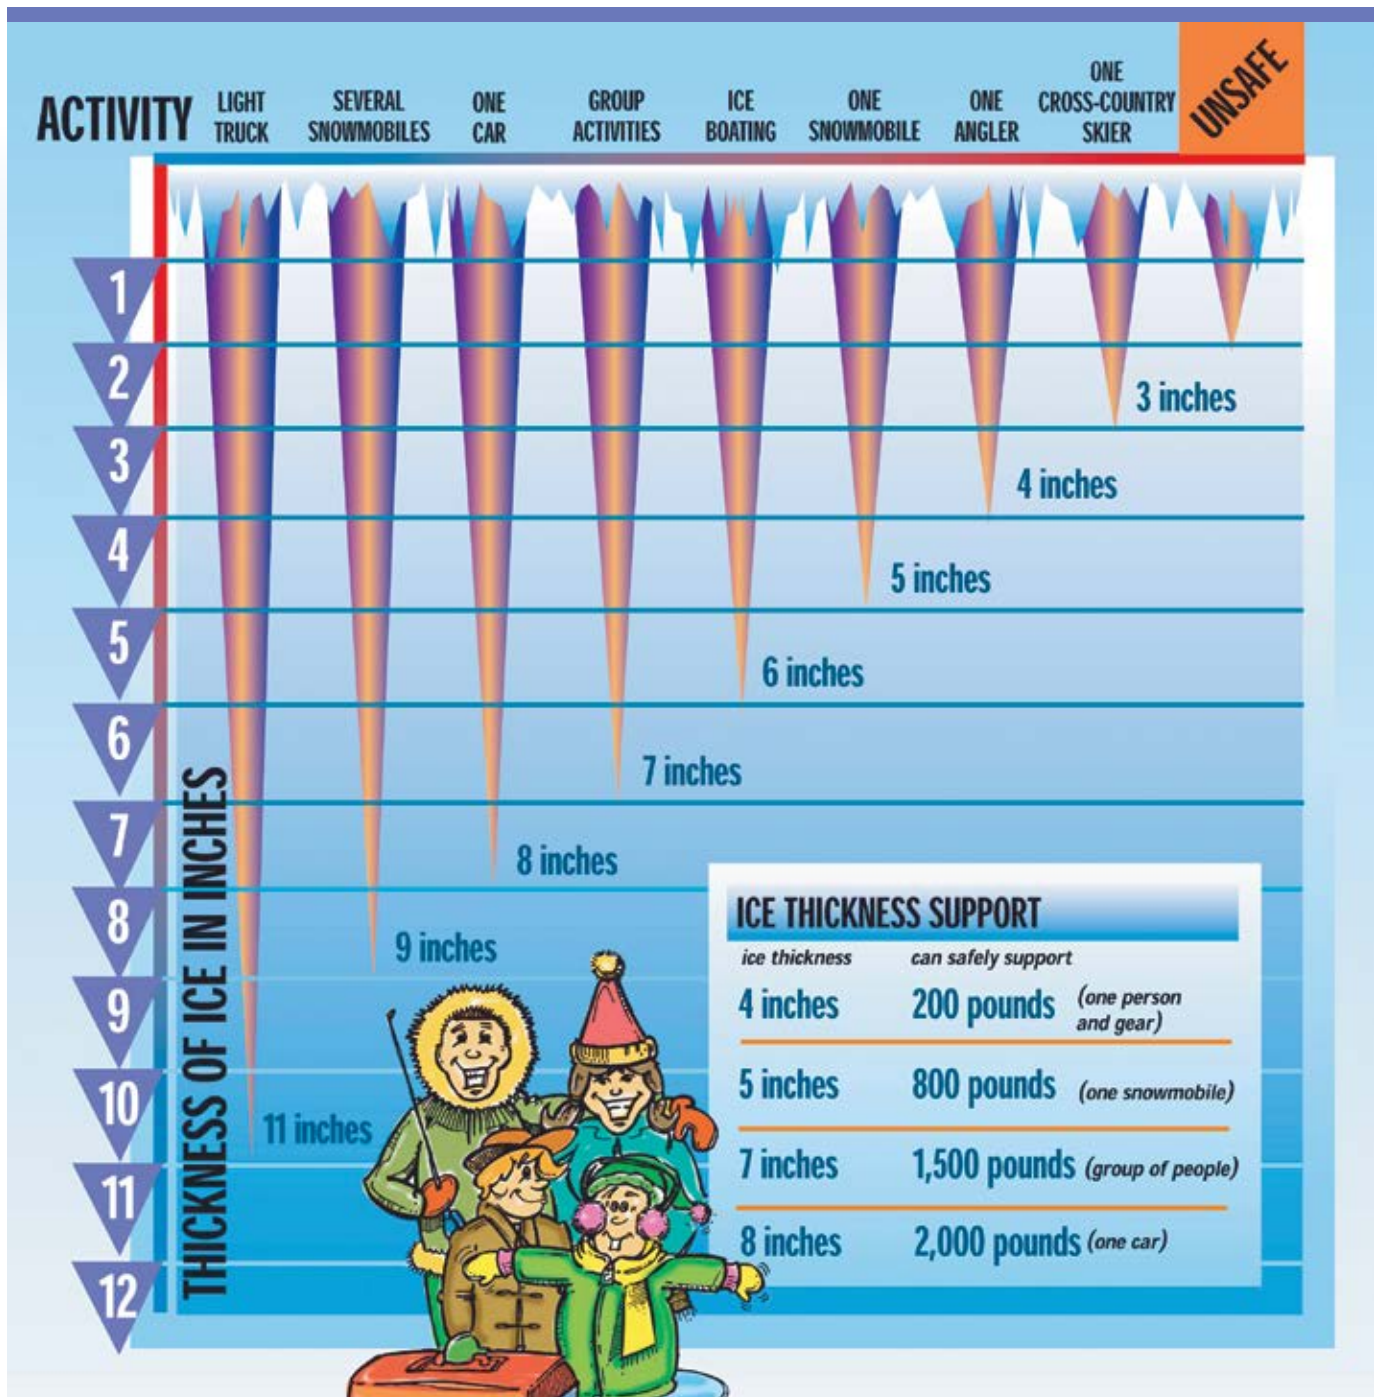 ACTIVITY
LIGHT
TRUCK
SEVERAL
SNOWMOBILES
ONE
CAR
GROUP
ACTIVITIES
ICE
BOATING
ONE
SNOWMOBILE
ONE
ANGLER
ONE
CROSS-COUNTRY
SKIER
UNSAFE
1
2
3
4
5
6
7
8
9
10
11
12
THICKNESS OF ICE IN INCHES
3 inches
4 inches
5 inches
6 inches
7 inches
8 inches
9 inches
11 inches
ICE THICKNESS SUPPORT
ice thickness can safely support
4 inches 200 pounds (one person
and gear)
5 inches 800 pounds (one snowmobile)
7 inches 1,500 pounds (group of people)
8 inches 2,000 pounds (one car)